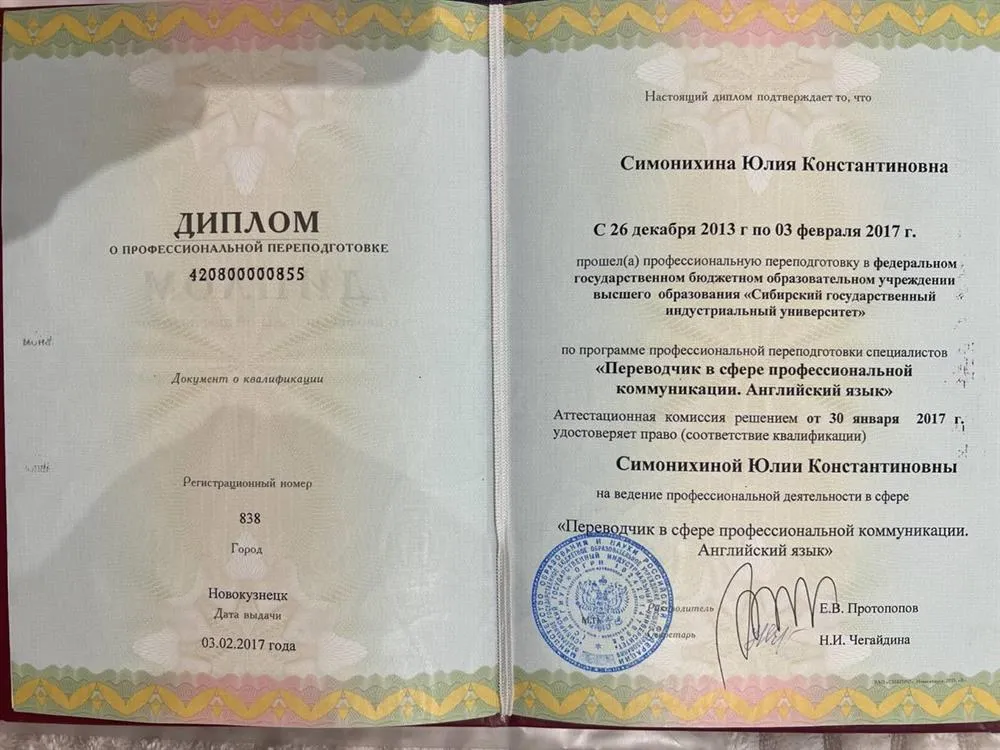 ДИПЛОМ
О ПРОФЕССИОНАЛЬНОЙ ПЕРЕПОДГОТОВКЕ
420800000855
Документ о квалификации
Регистрационный номер
838
Город
Новокузнецк
Дата выдачи
03.02.2017 года
Настоящий диплом подтверждает то, что
Симонихина Юлия Константиновна
С 26 декабря 2013 г по 03 февраля 2017 г.
прошел(а) профессиональную переподготовку в федеральном
государственном бюджетном образовательном учреждении
высшего образования «Сибирский государственный
индустриальный университет»
по программе профессиональной переподготовки специалистов
«Переводчик в сфере профессиональной
коммуникации. Английский язык»
Аттестационная комиссия решением от 30 января 2017 г.
удостоверяет право (соответствие квалификации)
Симонихиной Юлии Константиновны
на ведение профессиональной деятельности в сфере
«Переводчик в сфере профессиональной коммуникации.
Английский язык»
Руководитель
Е.В. Протопопов
Секретарь
Н.И. Чегайдина